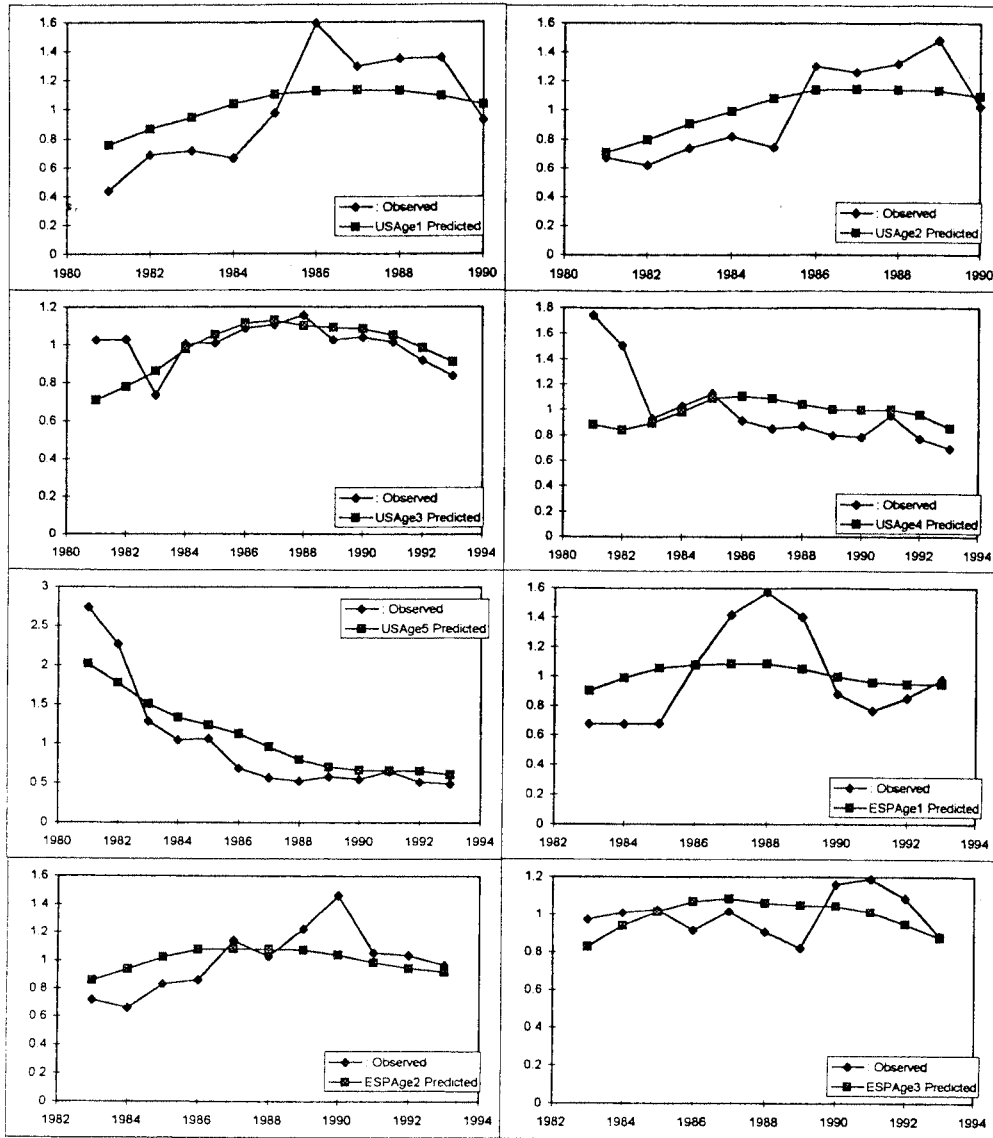 1.6
1.4
1.2
1
0.8
0.6
0.4
0.2
0
: Observed
USAge1 Predicted
1980 1982 1984 1986 1988 1990
1.6
1.4
1.2
1
0.8
0.6
0.4
0.2
0
: Observed
USAge2 Predicted
1980 1982 1984 1986 1988 1990
1.2
1
0.8
0.6
0.4
0.2
0
: Observed
USAge3 Predicted
1980 1982 1984 1986 1988 1990 1992 1994
1.8
1.6
1.4
1.2
1
0.8
0.6
0.4
0.2
0
: Observed
USAge4 Predicted
1980 1982 1984 1986 1988 1990 1992 1994
3
2.5
2
1.5
1
0.5
0
: Observed
USAge5 Predicted
1980 1982 1984 1986 1988 1990 1992 1994
1.6
1.4
1.2
1
0.8
0.6
0.4
0.2
0
: Observed
ESPAge1 Predicted
1982 1984 1986 1988 1990 1992 1994
1.6
1.4
1.2
1
0.8
0.6
0.4
0.2
0
: Observed
ESPAge2 Predicted
1982 1984 1986 1988 1990 1992 1994
1.2
1
0.8
0.6
0.4
0.2
0
: Observed
ESPAge3 Predicted
1982 1984 1986 1988 1990 1992 1994